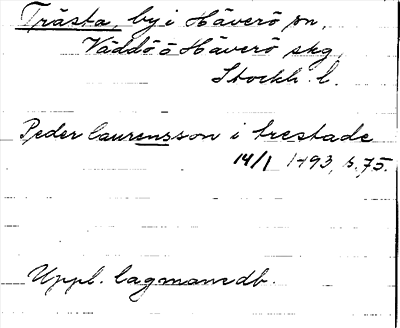 Trästa, by i Häverö sn,
Väddö o Häverö skg,
Stockh. l.
Peder laurensson i trestade
14/1 1493, s. 75.
Uppl. lagmansdb.